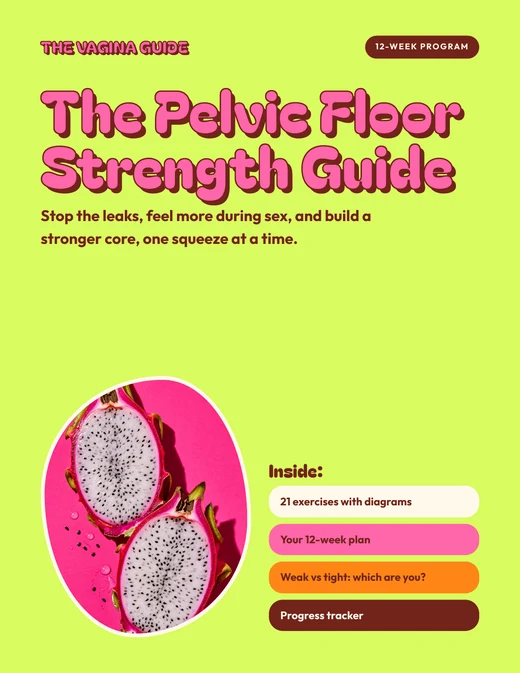 THE VAGINA GUIDE
12-WEEK PROGRAM
The Pelvic Floor
Strength Guide
Stop the leaks, feel more during sex, and build a
stronger core, one squeeze at a time.
Inside:
21 exercises with diagrams
Your 12-week plan
Weak vs tight: which are you?
Progress tracker